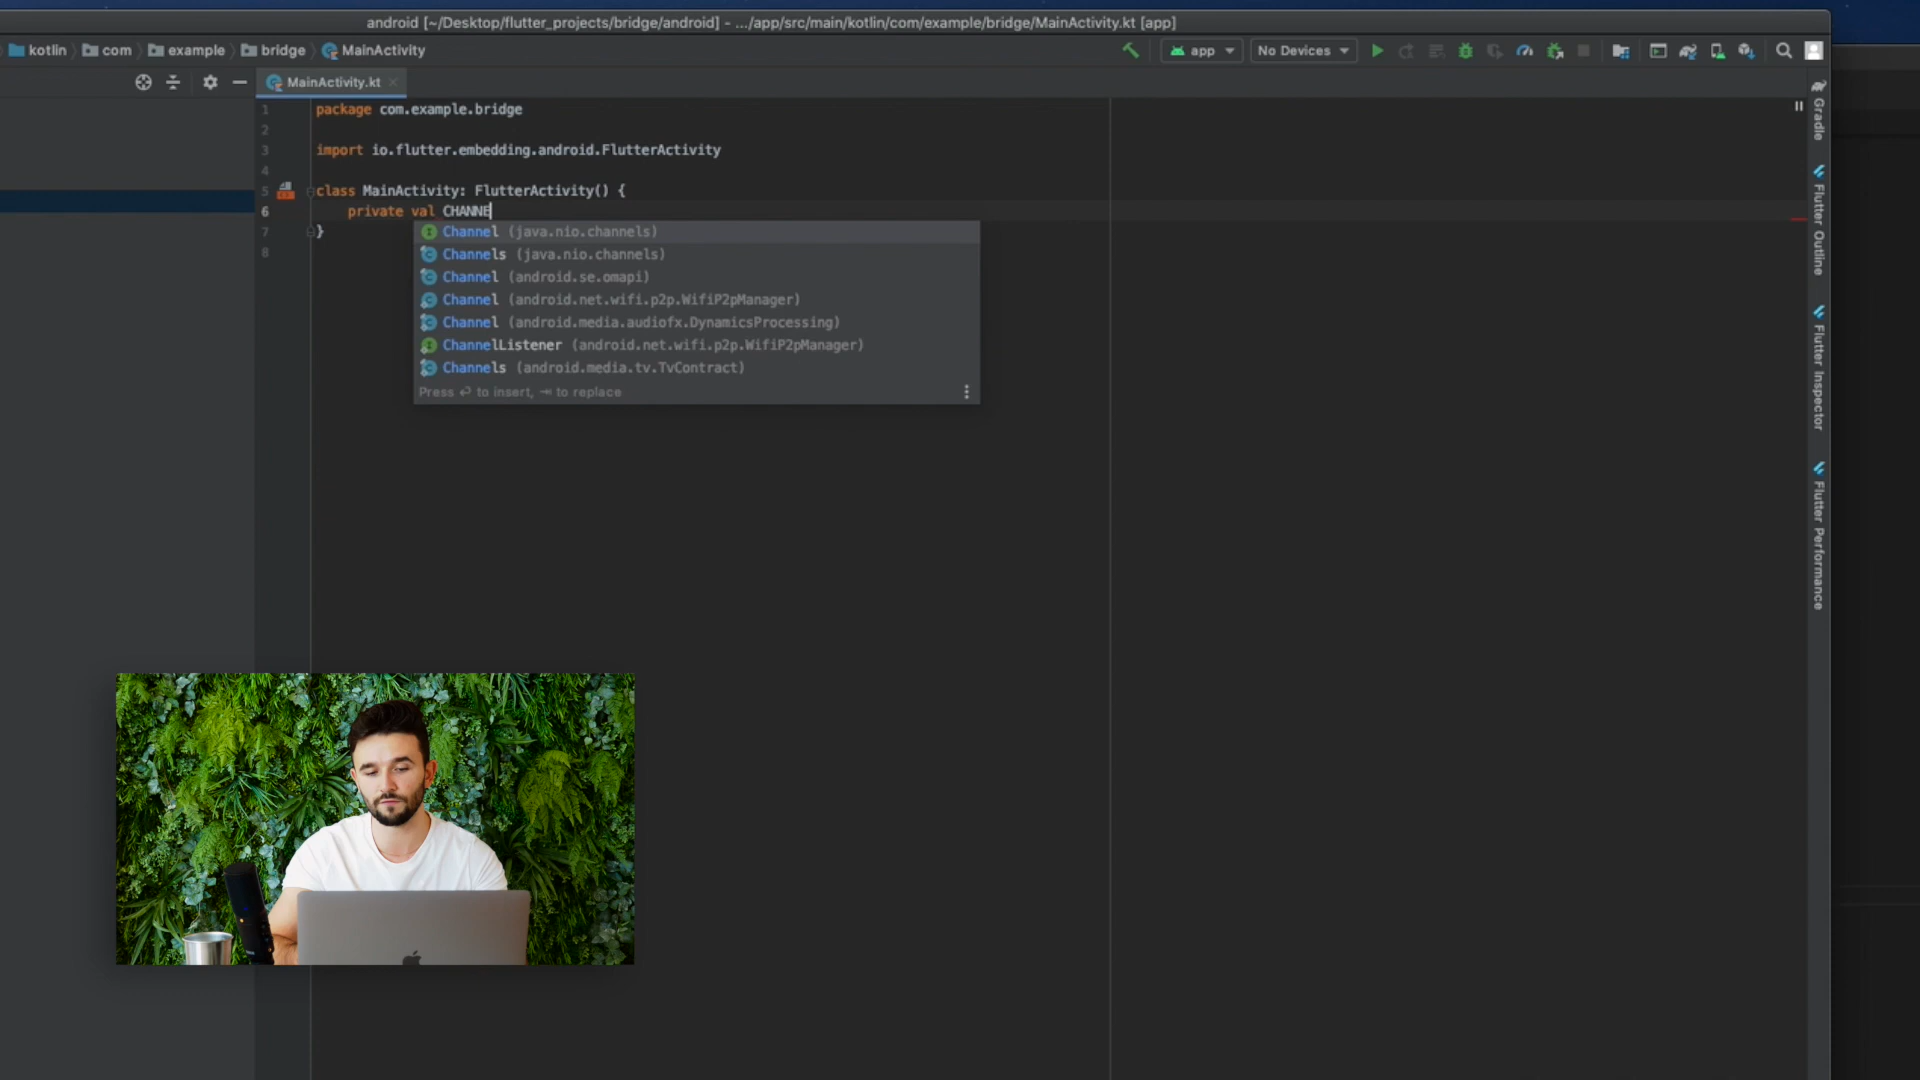 android [~/Desktop/flutter_projects/bridge/android] - .../app/src/main/kotlin/com/example/bridge/MainActivity.kt [app]
kotlin com example bridge MainActivity
app No Devices
MainActivity.kt
1 package com.example.bridge
2
3 import io.flutter.embedding.android.FlutterActivity
4
5 class MainActivity: FlutterActivity() {
6 private val CHANNE
7 }
8
Channel (java.nio.channels)
Channels (java.nio.channels)
Channel (android.se.omapi)
Channel (android.net.wifi.p2p.WifiP2pManager)
Channel (android.media.audiofx.DynamicsProcessing)
ChannelListener (android.net.wifi.p2p.WifiP2pManager)
Channels (android.media.tv.TvContract)
Press ↩ to insert, ⇥ to replace
Gradle
Flutter Outline
Flutter Inspector
Flutter Performance